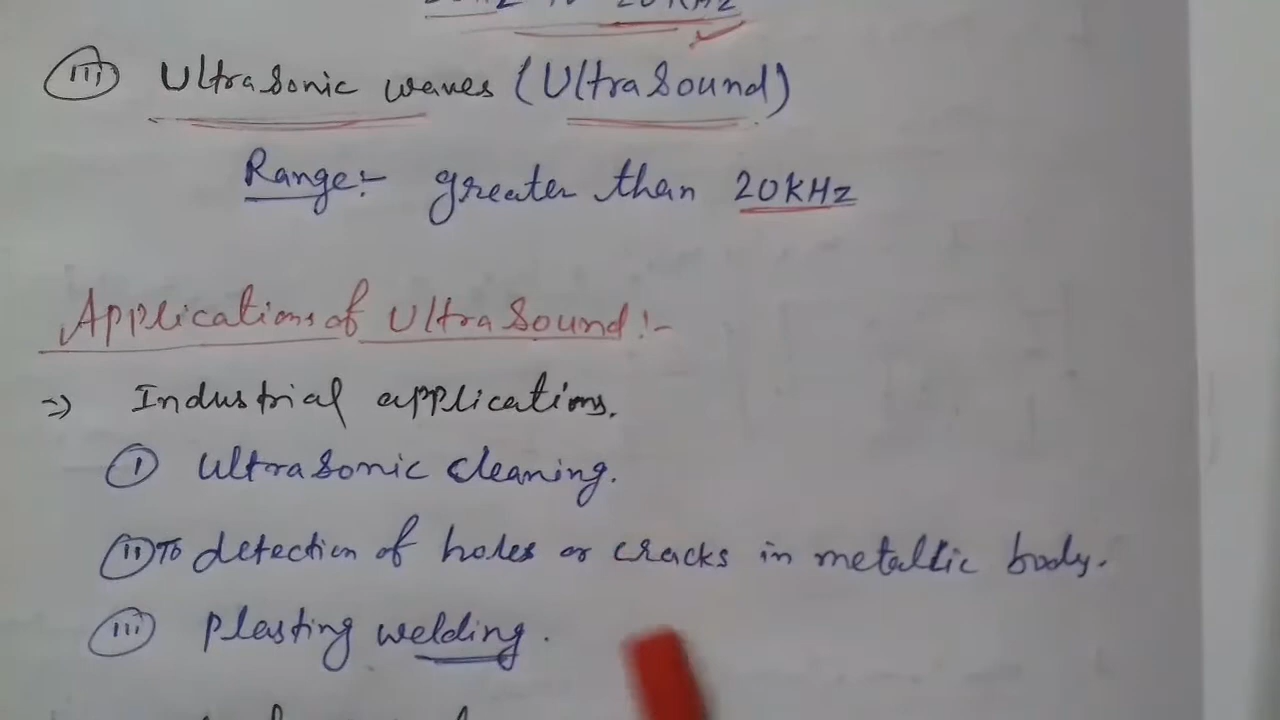 20KHz
(iii) Ultrasonic waves (Ultrasound)
Range:- greater than 20KHz
Applications of Ultrasound:-
=> Industrial applications.
(i) Ultrasonic cleaning.
(ii) To detection of holes or cracks in metallic body.
(iii) Plasting welding.